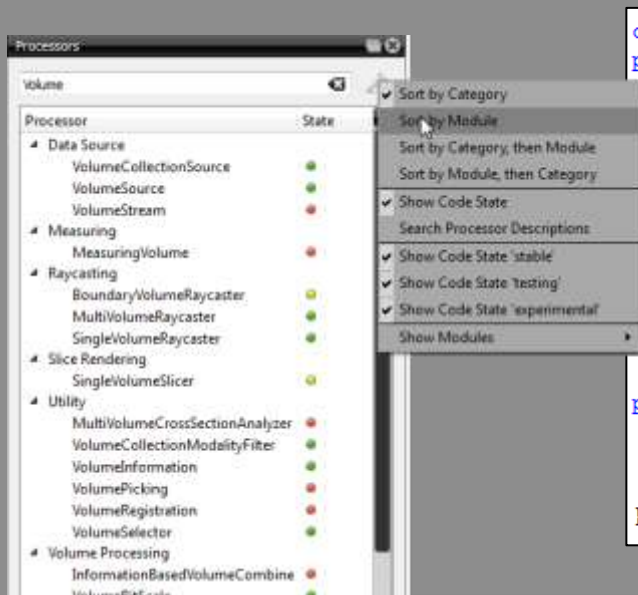 Processors
Volume
Processor State
Data Source
VolumeCollectionSource
VolumeSource
VolumeStream
Measuring
MeasuringVolume
Raycasting
BoundaryVolumeRaycaster
MultiVolumeRaycaster
SingleVolumeRaycaster
Slice Rendering
SingleVolumeSlicer
Utility
MultiVolumeCrossSectionAnalyzer
VolumeCollectionModalityFilter
VolumeInformation
VolumePicking
VolumeRegistration
VolumeSelector
Volume Processing
InformationBasedVolumeCombine
VolumeBitScale
Sort by Category
Sort by Module
Sort by Category, then Module
Sort by Module, then Category
Show Code State
Search Processor Descriptions
Show Code State 'stable'
Show Code State 'testing'
Show Code State 'experimental'
Show Modules